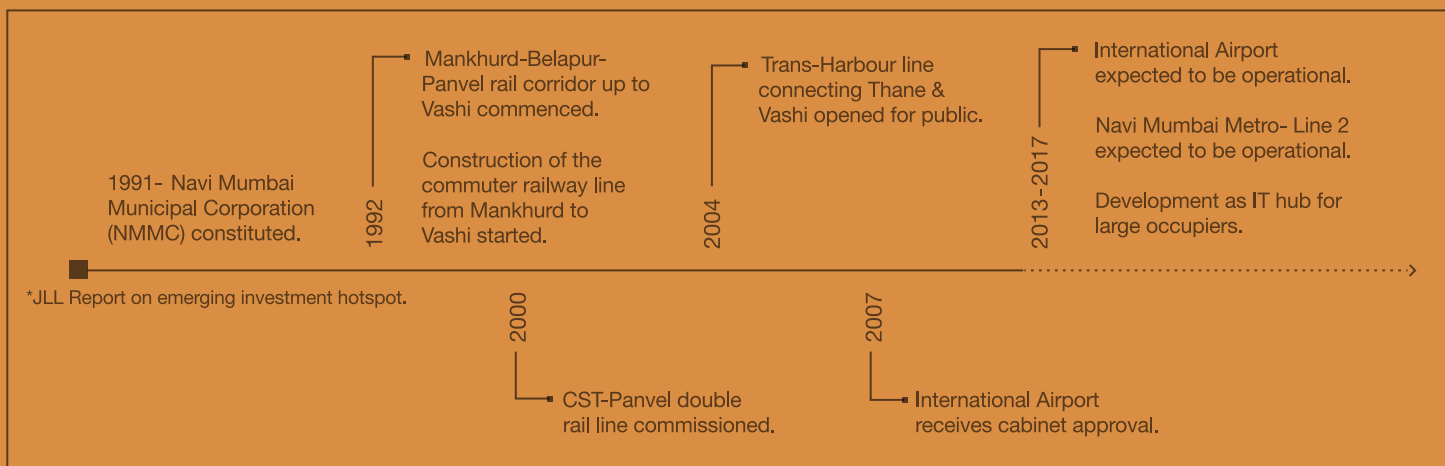 1991- Navi Mumbai
Municipal Corporation
(NMMC) constituted.
1992
Mankhurd-Belapur-
Panvel rail corridor up to
Vashi commenced.
Construction of the
commuter railway line
from Mankhurd to
Vashi started.
2000
CST-Panvel double
rail line commissioned.
2004
Trans-Harbour line
connecting Thane &
Vashi opened for public.
2007
International Airport
receives cabinet approval.
2013-2017
International Airport
expected to be operational.
Navi Mumbai Metro- Line 2
expected to be operational.
Development as IT hub for
large occupiers.
*JLL Report on emerging investment hotspot.